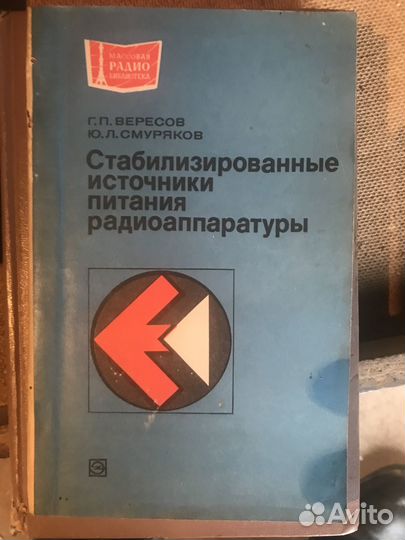 МАССОВАЯ
РАДИО
БИБЛИОТЕКА
Г.П.ВЕРЕСОВ
Ю.Л.СМУРЯКОВ
Стабилизированные
источники
питания
радиоаппаратуры
Avito